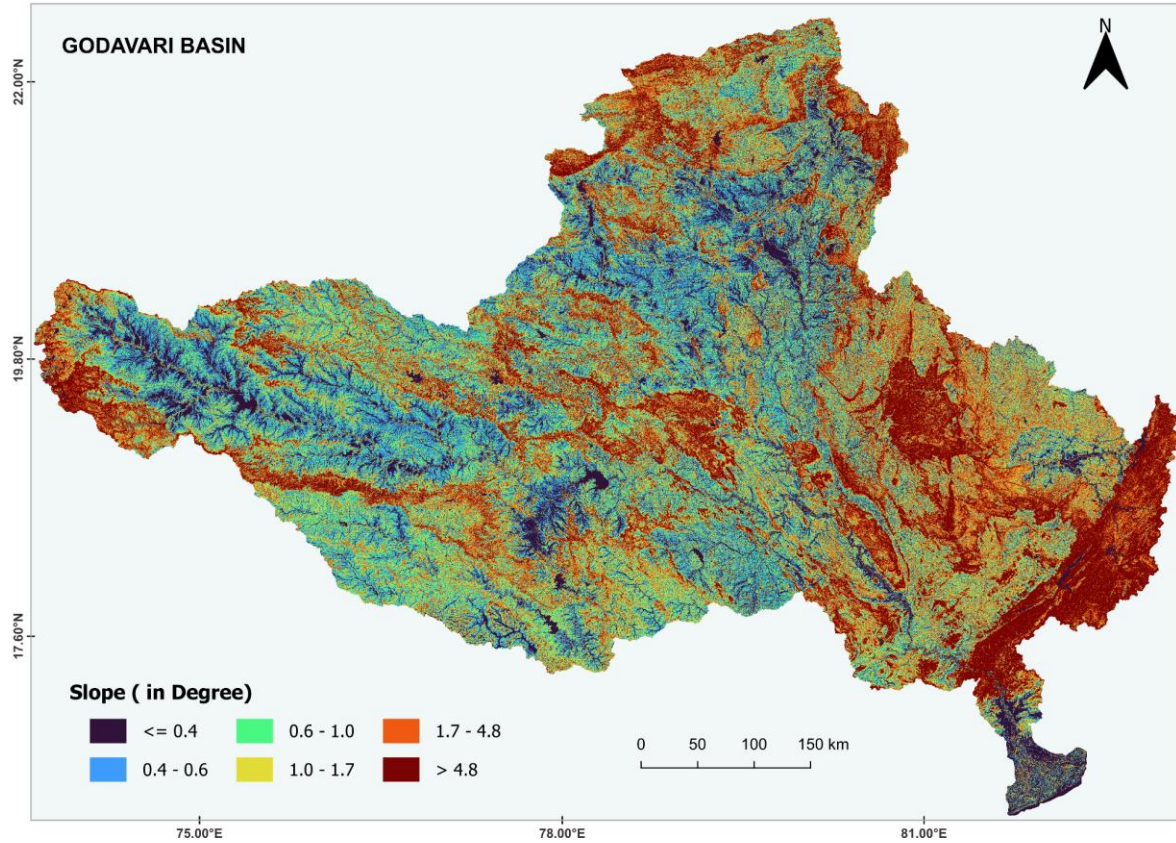 GODAVARI BASIN
N
22.00°N
19.80°N
17.60°N
Slope ( in Degree)
<= 0.4
0.6 - 1.0
1.7 - 4.8
0.4 - 0.6
1.0 - 1.7
> 4.8
0 50 100 150 km
75.00°E 78.00°E 81.00°E